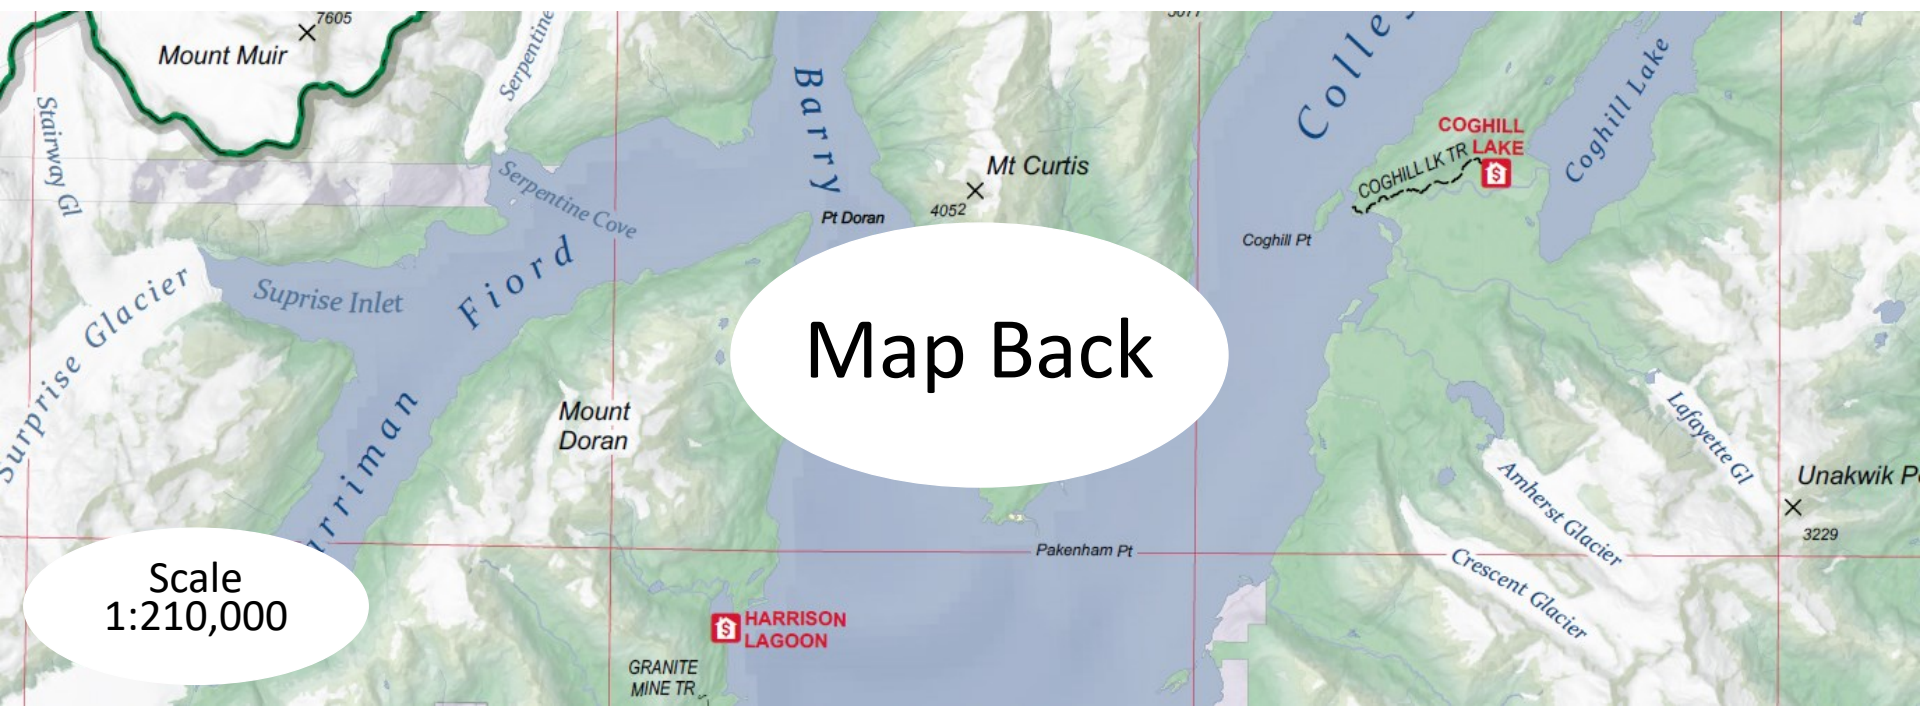 7605
Mount Muir
Serpentine
Stairway Gl
Surprise Glacier
Suprise Inlet
Serpentine Cove
Fiord
Barry
Pt Doran
Mt Curtis
4052
Coghill Pt
COGHILL
LAKE
COGHILL LK TR
Coghill Lake
Map Back
Mount
Doran
Lafayette Gl
Amherst Glacier
Crescent Glacier
Unakwik
3229
Pakenham Pt
Scale
1:210,000
HARRISON
LAGOON
GRANITE
MINE TR